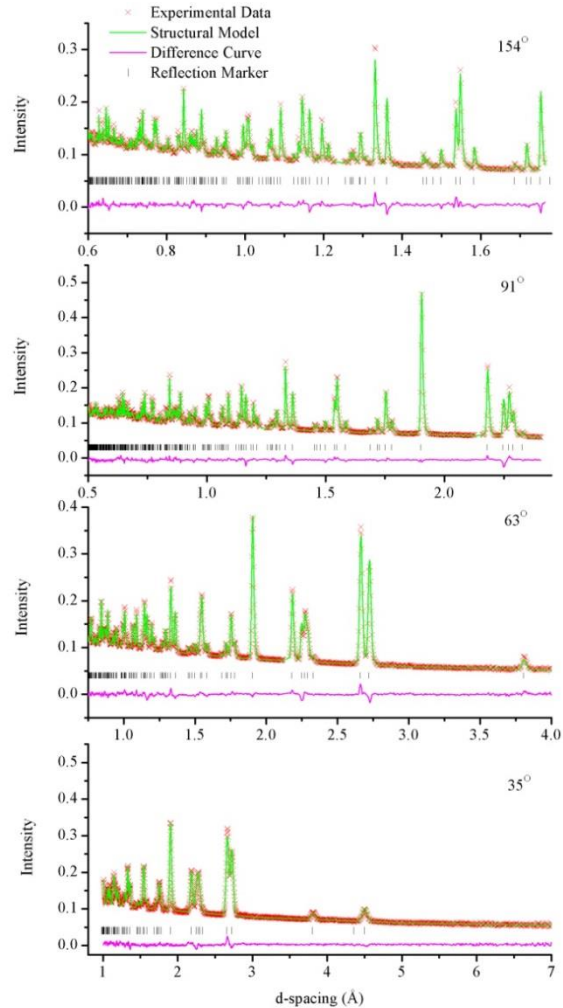 Experimental Data
Structural Model
Difference Curve
Reflection Marker
154°
Intensity
0.3
0.2
0.1
0.0
0.6 0.8 1.0 1.2 1.4 1.6
91°
Intensity
0.5
0.4
0.3
0.2
0.1
0.0
0.5 1.0 1.5 2.0
63°
Intensity
0.4
0.3
0.2
0.1
0.0
1.0 1.5 2.0 2.5 3.0 3.5 4.0
35°
Intensity
0.5
0.4
0.3
0.2
0.1
0.0
1 2 3 4 5 6 7
d-spacing (Å)